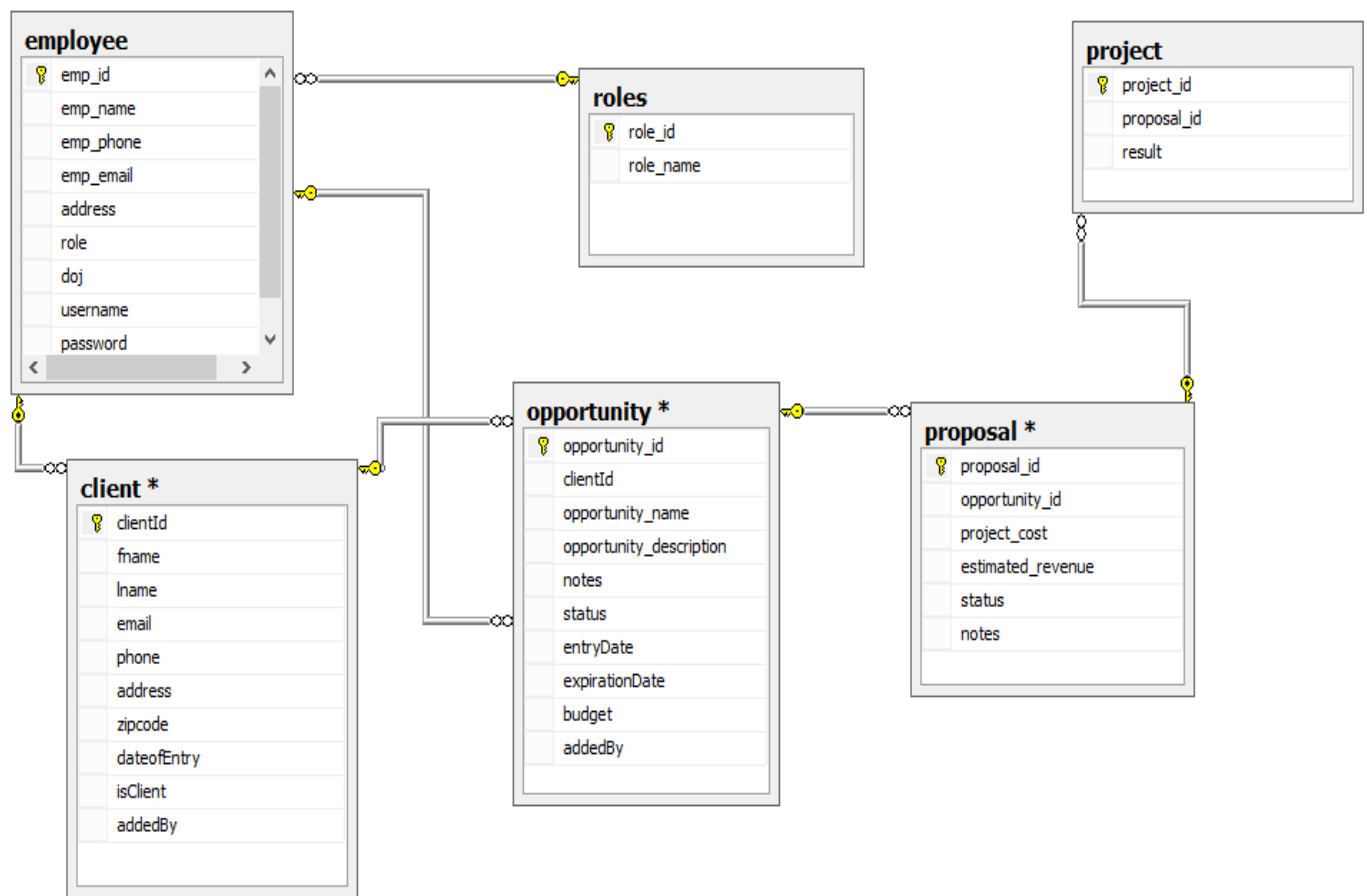 employee
emp_id
emp_name
emp_phone
emp_email
address
role
doj
username
password
roles
role_id
role_name
project
project_id
proposal_id
result
client *
clientId
fname
lname
email
phone
address
zipcode
dateofEntry
isClient
addedBy
opportunity *
opportunity_id
clientId
opportunity_name
opportunity_description
notes
status
entryDate
expirationDate
budget
addedBy
proposal *
proposal_id
opportunity_id
project_cost
estimated_revenue
status
notes